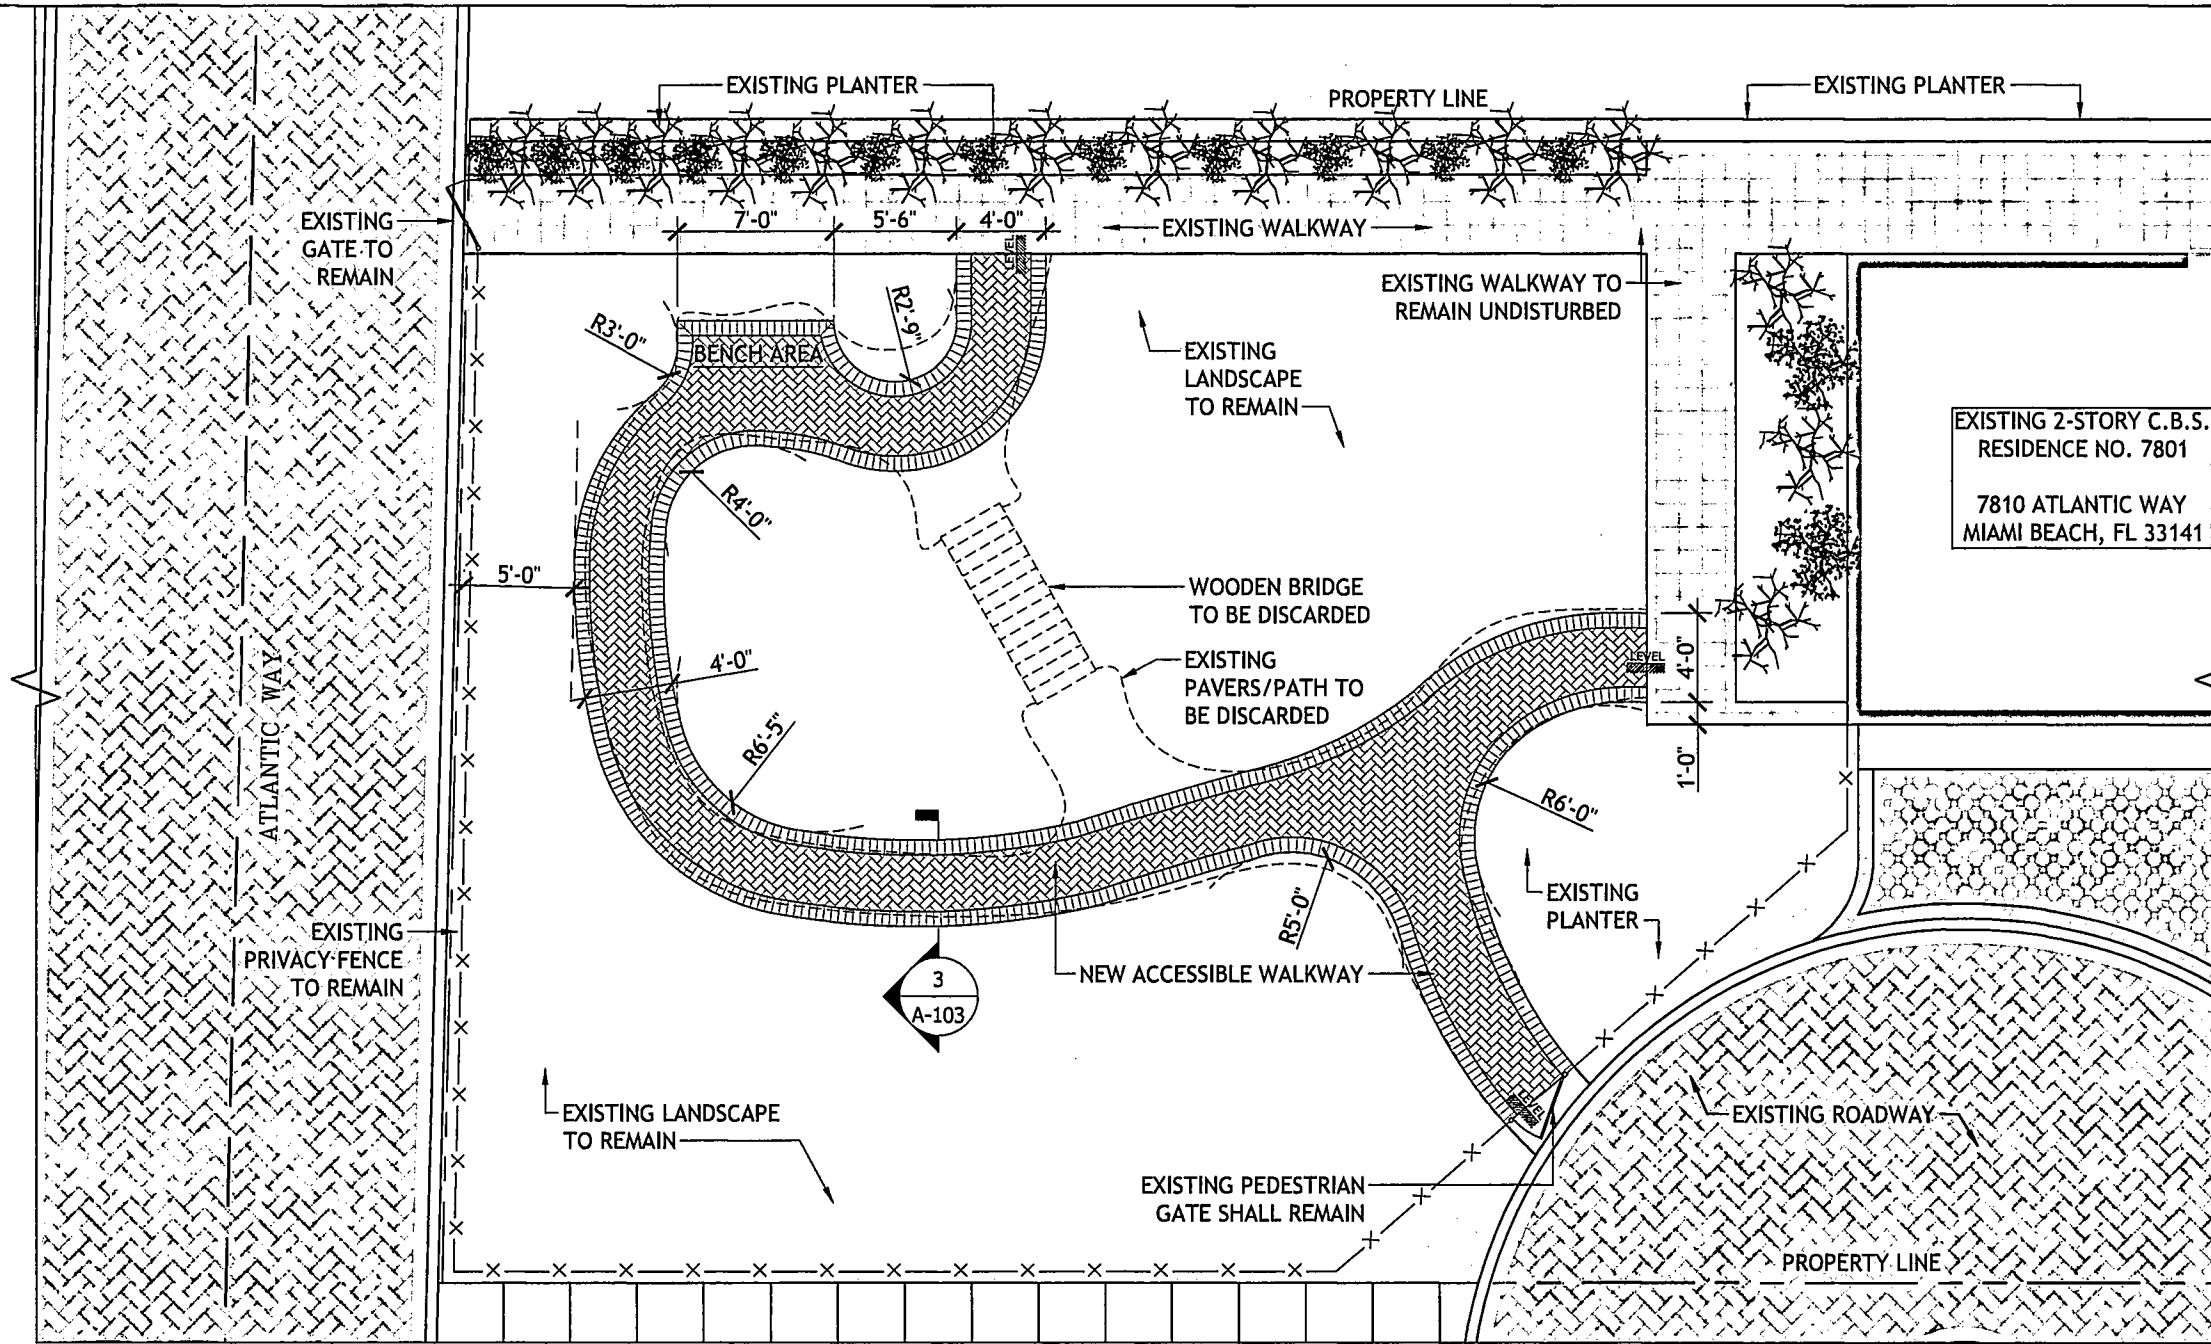 EXISTING PLANTER
PROPERTY LINE
EXISTING PLANTER
EXISTING
GATE TO
REMAIN
7'-0"
5'-6"
4'-0"
EXISTING WALKWAY
LEVEL
EXISTING WALKWAY TO
REMAIN UNDISTURBED
R3'-0"
R2'-9"
BENCH AREA
EXISTING
LANDSCAPE
TO REMAIN
EXISTING 2-STORY C.B.S.
RESIDENCE NO. 7801
7810 ATLANTIC WAY
MIAMI BEACH, FL 33141
R4'-0"
5'-0"
WOODEN BRIDGE
TO BE DISCARDED
4'-0"
EXISTING
PAVERS/PATH TO
BE DISCARDED
LEVEL
4'-0"
1'-0"
ATLANTIC WAY
R6'-5"
R6'-0"
EXISTING
PLANTER
R5'-0"
EXISTING
PRIVACY FENCE
TO REMAIN
NEW ACCESSIBLE WALKWAY
3
A-103
LEVEL
EXISTING LANDSCAPE
TO REMAIN
EXISTING ROADWAY
EXISTING PEDESTRIAN
GATE SHALL REMAIN
PROPERTY LINE